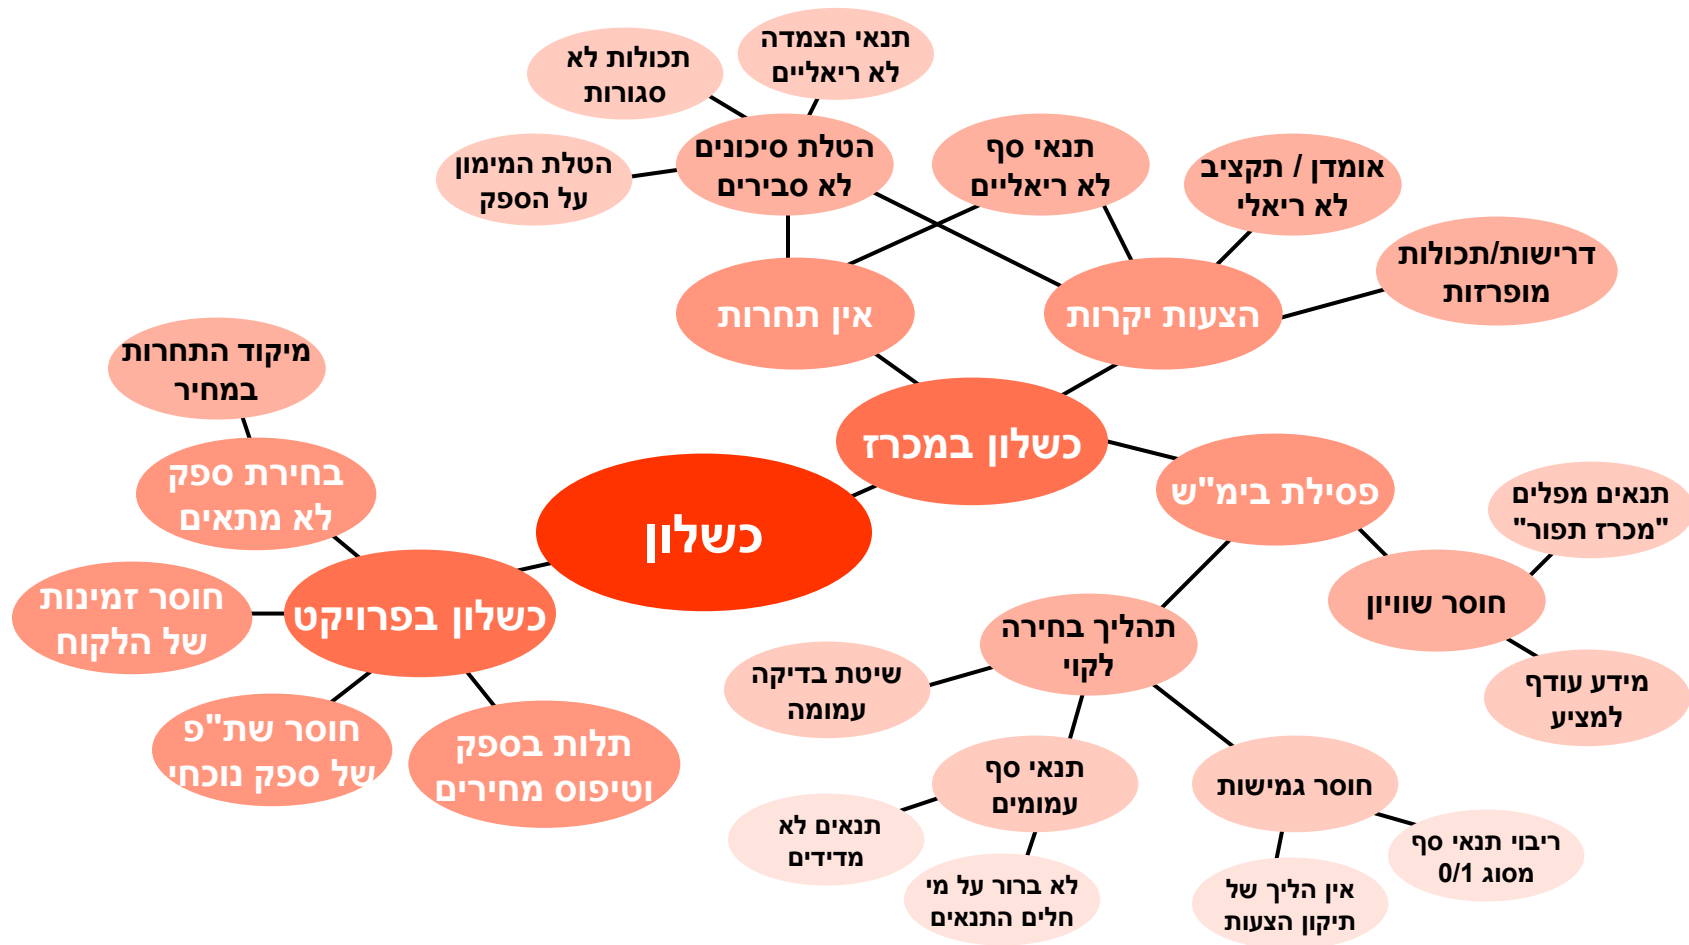 תנאי הצמדה
לא ריאליים
תכולות לא
סגורות
הטלת המימון
על הספק
הטלת סיכונים
לא סבירים
תנאי סף
לא ריאליים
אומדן / תקציב
לא ריאלי
דרישות/תכולות
מופרזות
אין תחרות
הצעות יקרות
כשלון במכרז
פסילת בימ"ש
כשלון
מיקוד התחרות
במחיר
בחירת ספק
לא מתאים
כשלון בפרויקט
חוסר זמינות
של הלקוח
חוסר שת"פ
של ספק נוכחי
תלות בספק
וטיפוס מחירים
תנאים מפלים
"מכרז תפור"
חוסר שוויון
מידע עודף
למציע
תהליך בחירה
לקוי
שיטת בדיקה
עמומה
תנאי סף
עמומים
תנאים לא
מדידים
לא ברור על מי
חלים התנאים
חוסר גמישות
ריבוי תנאי סף
מסוג 0/1
אין הליך של
תיקון הצעות